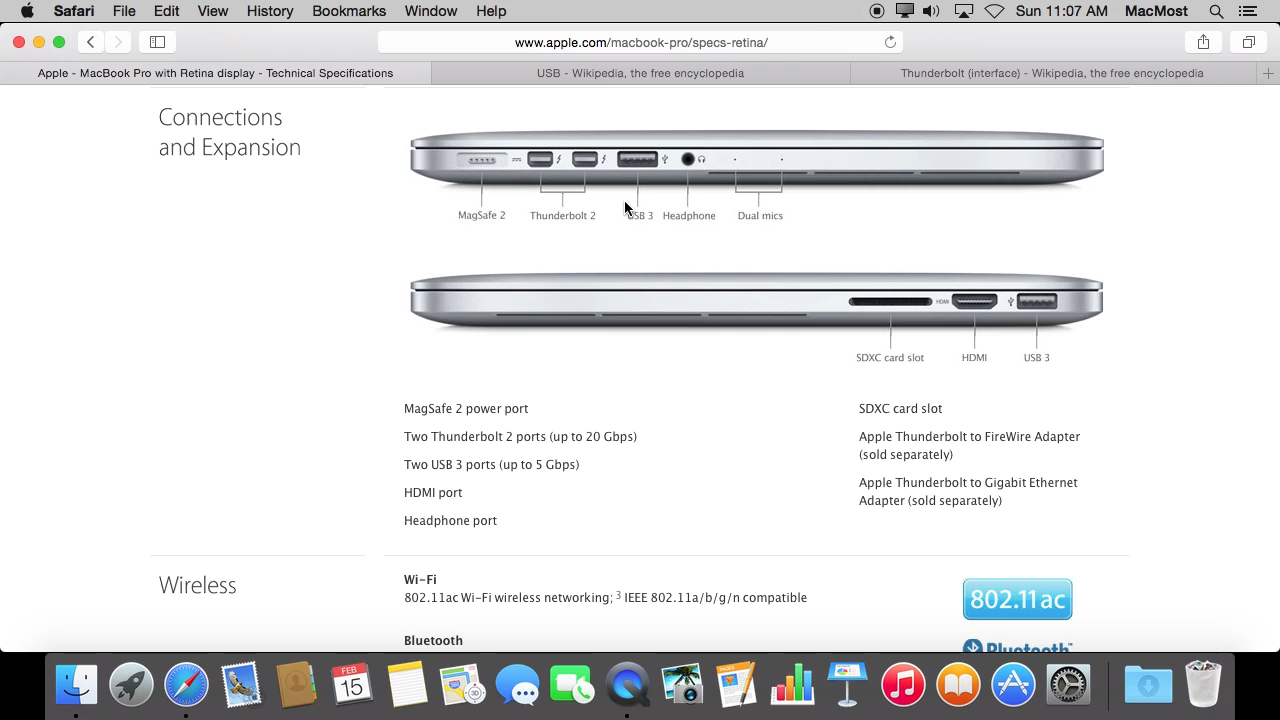 Safari File Edit View History Bookmarks Window Help Sun 11:07 AM MacMost
www.apple.com/macbook-pro/specs-retina/
Apple - MacBook Pro with Retina display - Technical Specifications
USB - Wikipedia, the free encyclopedia
Thunderbolt (interface) - Wikipedia, the free encyclopedia
Connections
and Expansion
MagSafe 2 Thunderbolt 2 USB 3 Headphone Dual mics
HDMI
SDXC card slot HDMI USB 3
MagSafe 2 power port
Two Thunderbolt 2 ports (up to 20 Gbps)
Two USB 3 ports (up to 5 Gbps)
HDMI port
Headphone port
SDXC card slot
Apple Thunderbolt to FireWire Adapter
(sold separately)
Apple Thunderbolt to Gigabit Ethernet
Adapter (sold separately)
Wireless
Wi-Fi
802.11ac Wi-Fi wireless networking; 3 IEEE 802.11a/b/g/n compatible
802.11ac
Bluetooth
Bluetooth™
FEB
15
3D